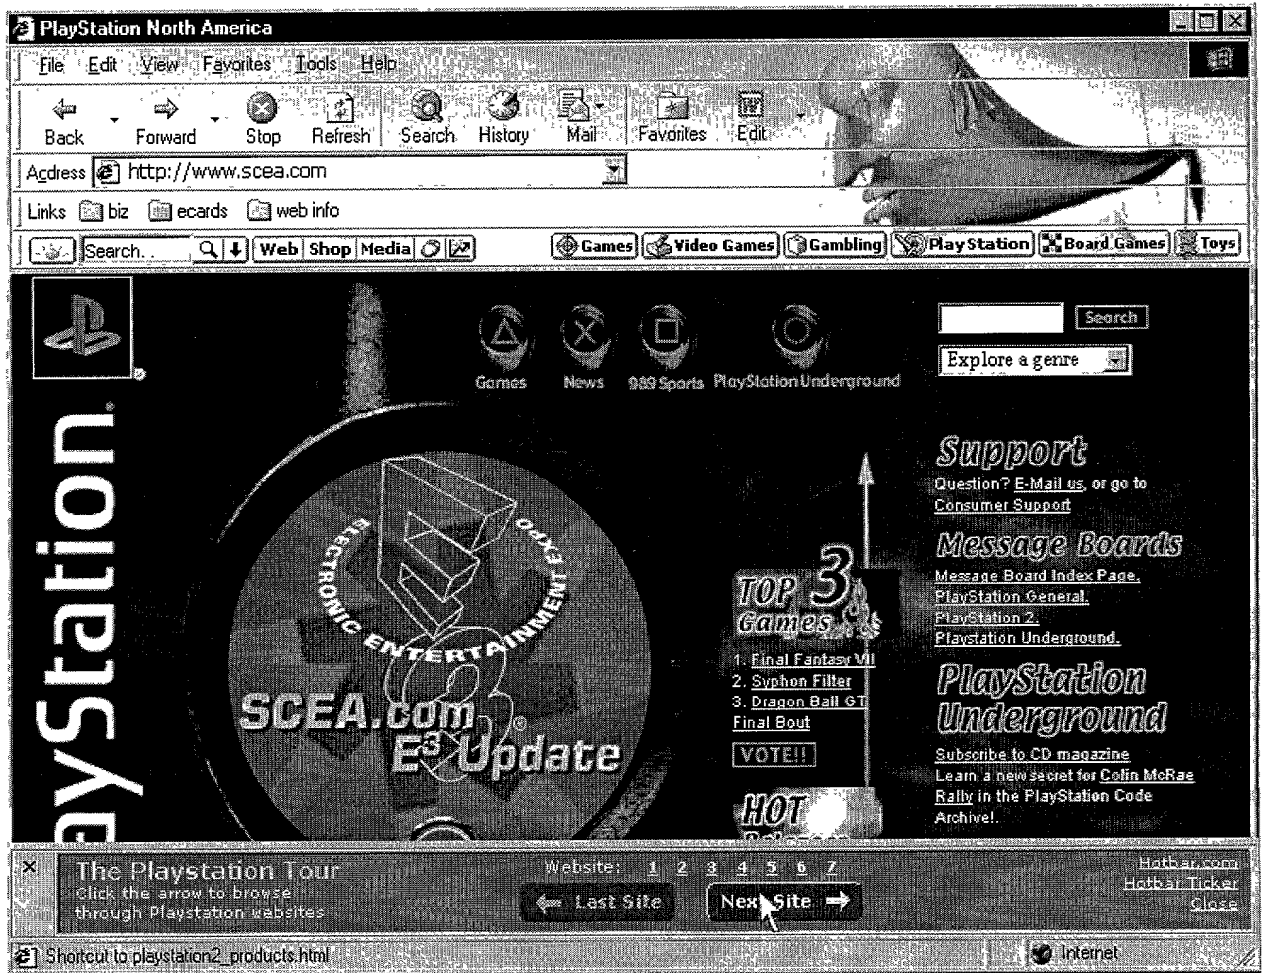 PlayStation North America
File Edit View Favorites Tools Help
Back Forward Stop Refresh Search History Mail Favorites Edit
Address http://www.scea.com
Links biz ecards web info
Search. . Web Shop Media Games Video Games Gambling PlayStation Board Games Toys
Search
Explore a genre
Games News 989 Sports PlayStation Underground
PlayStation
ELECTRONIC ENTERTAINMENT EXPO
SCEA.com
E3 Update
TOP 3
Games
1. Final Fantasy VII
2. Syphon Filter
3. Dragon Ball GT
Final Bout
VOTE!!
HOT
Support
Question? E-Mail us, or go to
Consumer Support
Message Boards
Message Board Index Page.
PlayStation General.
PlayStation 2.
Playstation Underground.
PlayStation
Underground
Subscribe to CD magazine
Learn a new secret for Colin McRae
Rally in the PlayStation Code
Archive!.
The Playstation Tour
Click the arrow to browse
through Playstation websites
Website: 1 2 3 4 5 6 7
Last Site Next Site
Hotbar.com
Hotbar Ticker
Close
Shortcut to playstation2_products.html
Internet